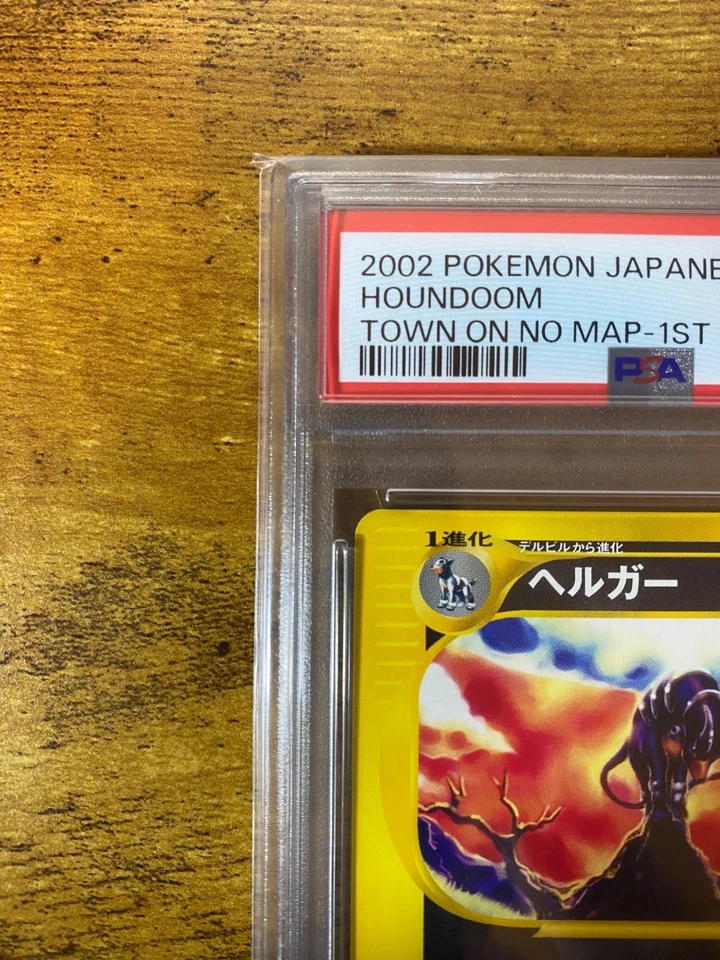 2002 POKEMON JAPANE
HOUNDOOM
TOWN ON NO MAP-1ST
PSA
1進化
デルビルから進化
ヘルガー